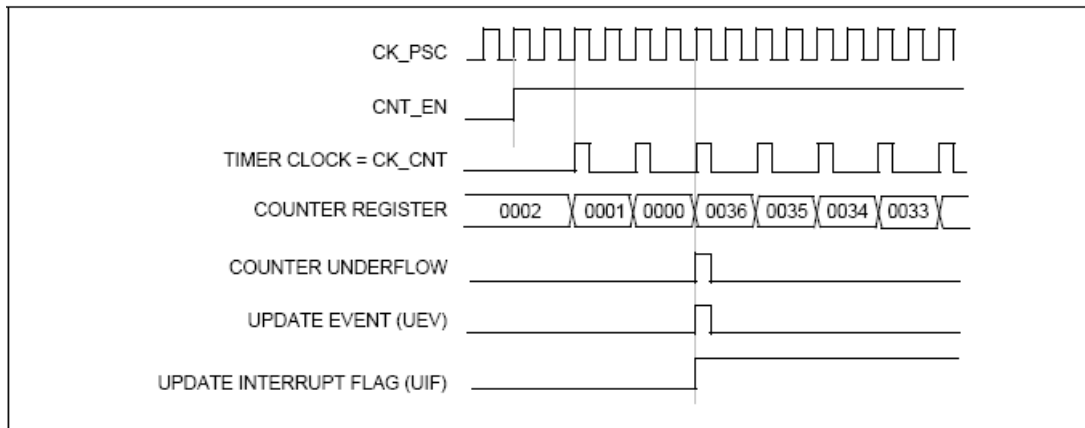 CK_PSC
CNT_EN
TIMER CLOCK = CK_CNT
COUNTER REGISTER 0002 0001 0000 0036 0035 0034 0033
COUNTER UNDERFLOW
UPDATE EVENT (UEV)
UPDATE INTERRUPT FLAG (UIF)